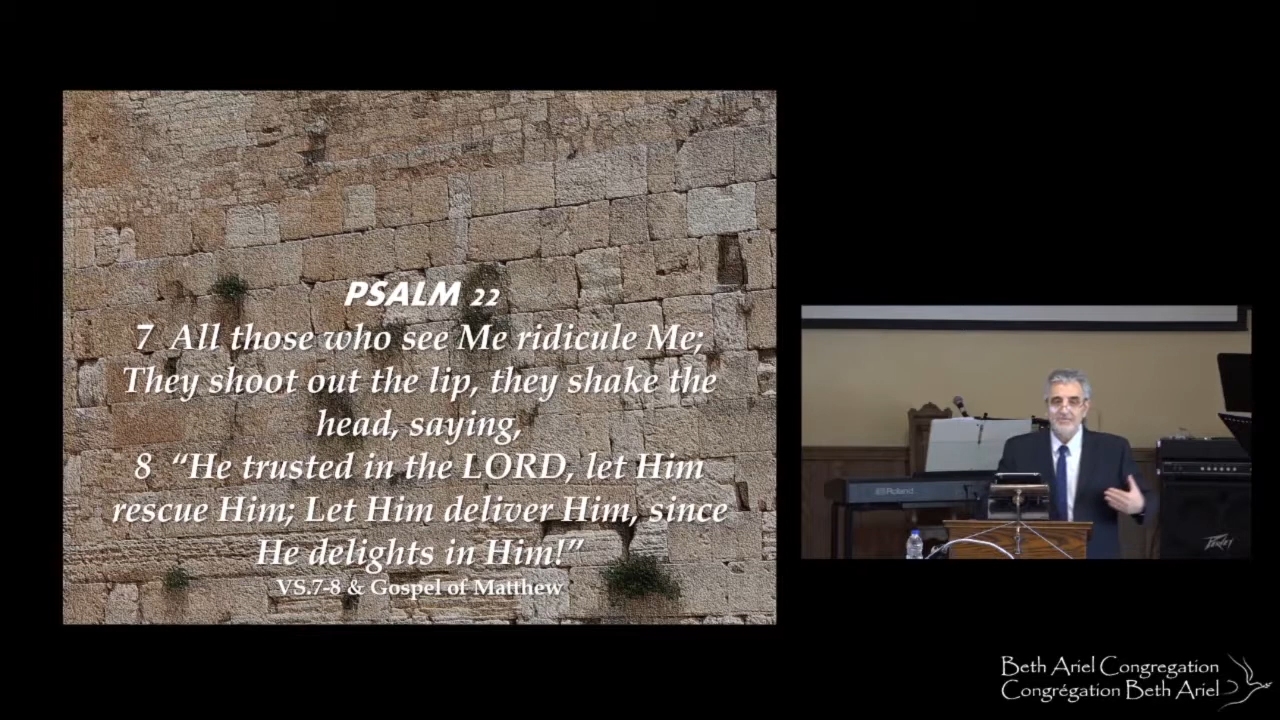 PSALM 22
7 All those who see Me ridicule Me;
They shoot out the lip, they shake the
head, saying,
8 “He trusted in the LORD, let Him
rescue Him; Let Him deliver Him, since
He delights in Him!”
VS.7-8 & Gospel of Matthew
Roland
Peavey
Beth Ariel Congregation
Congrégation Beth Ariel